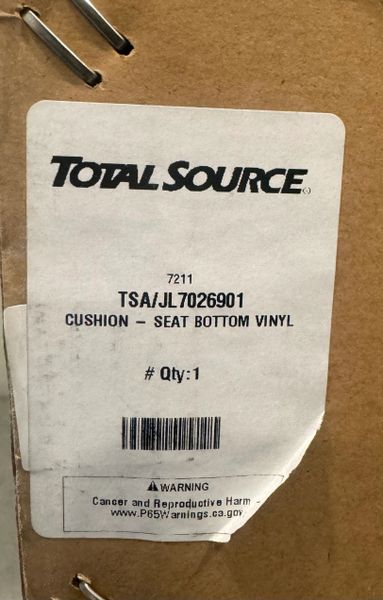 TOTAL SOURCE
7211
TSA/JL7026901
CUSHION – SEAT BOTTOM VINYL
# Qty:1
⚠ WARNING
Cancer and Reproductive Harm -
www.P65Warnings.ca.gov